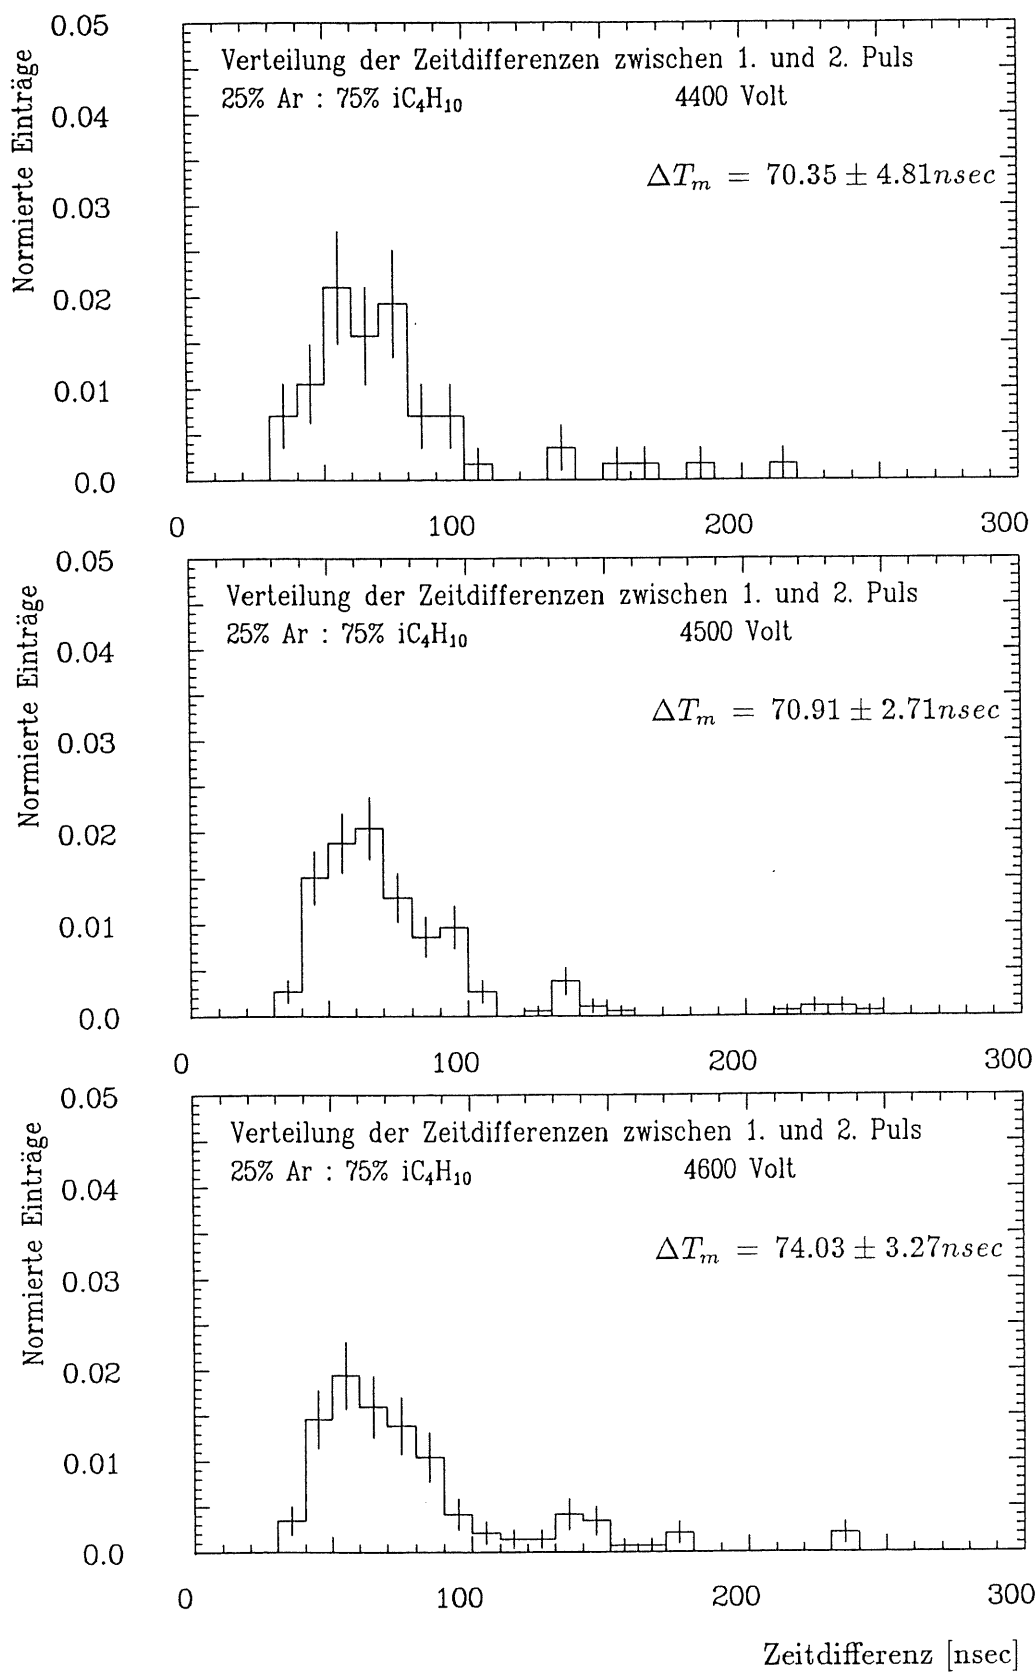 0.05
Verteilung der Zeitdifferenzen zwischen 1. und 2. Puls
25% Ar : 75% iC₄H₁₀ 4400 Volt
0.04
ΔTₘ = 70.35 ± 4.81nsec
0.03
0.02
0.01
0.0
Normierte Einträge
0 100 200 300
0.05
Verteilung der Zeitdifferenzen zwischen 1. und 2. Puls
25% Ar : 75% iC₄H₁₀ 4500 Volt
0.04
ΔTₘ = 70.91 ± 2.71nsec
0.03
0.02
0.01
0.0
Normierte Einträge
0 100 200 300
0.05
Verteilung der Zeitdifferenzen zwischen 1. und 2. Puls
25% Ar : 75% iC₄H₁₀ 4600 Volt
0.04
ΔTₘ = 74.03 ± 3.27nsec
0.03
0.02
0.01
0.0
Normierte Einträge
0 100 200 300
Zeitdifferenz [nsec]